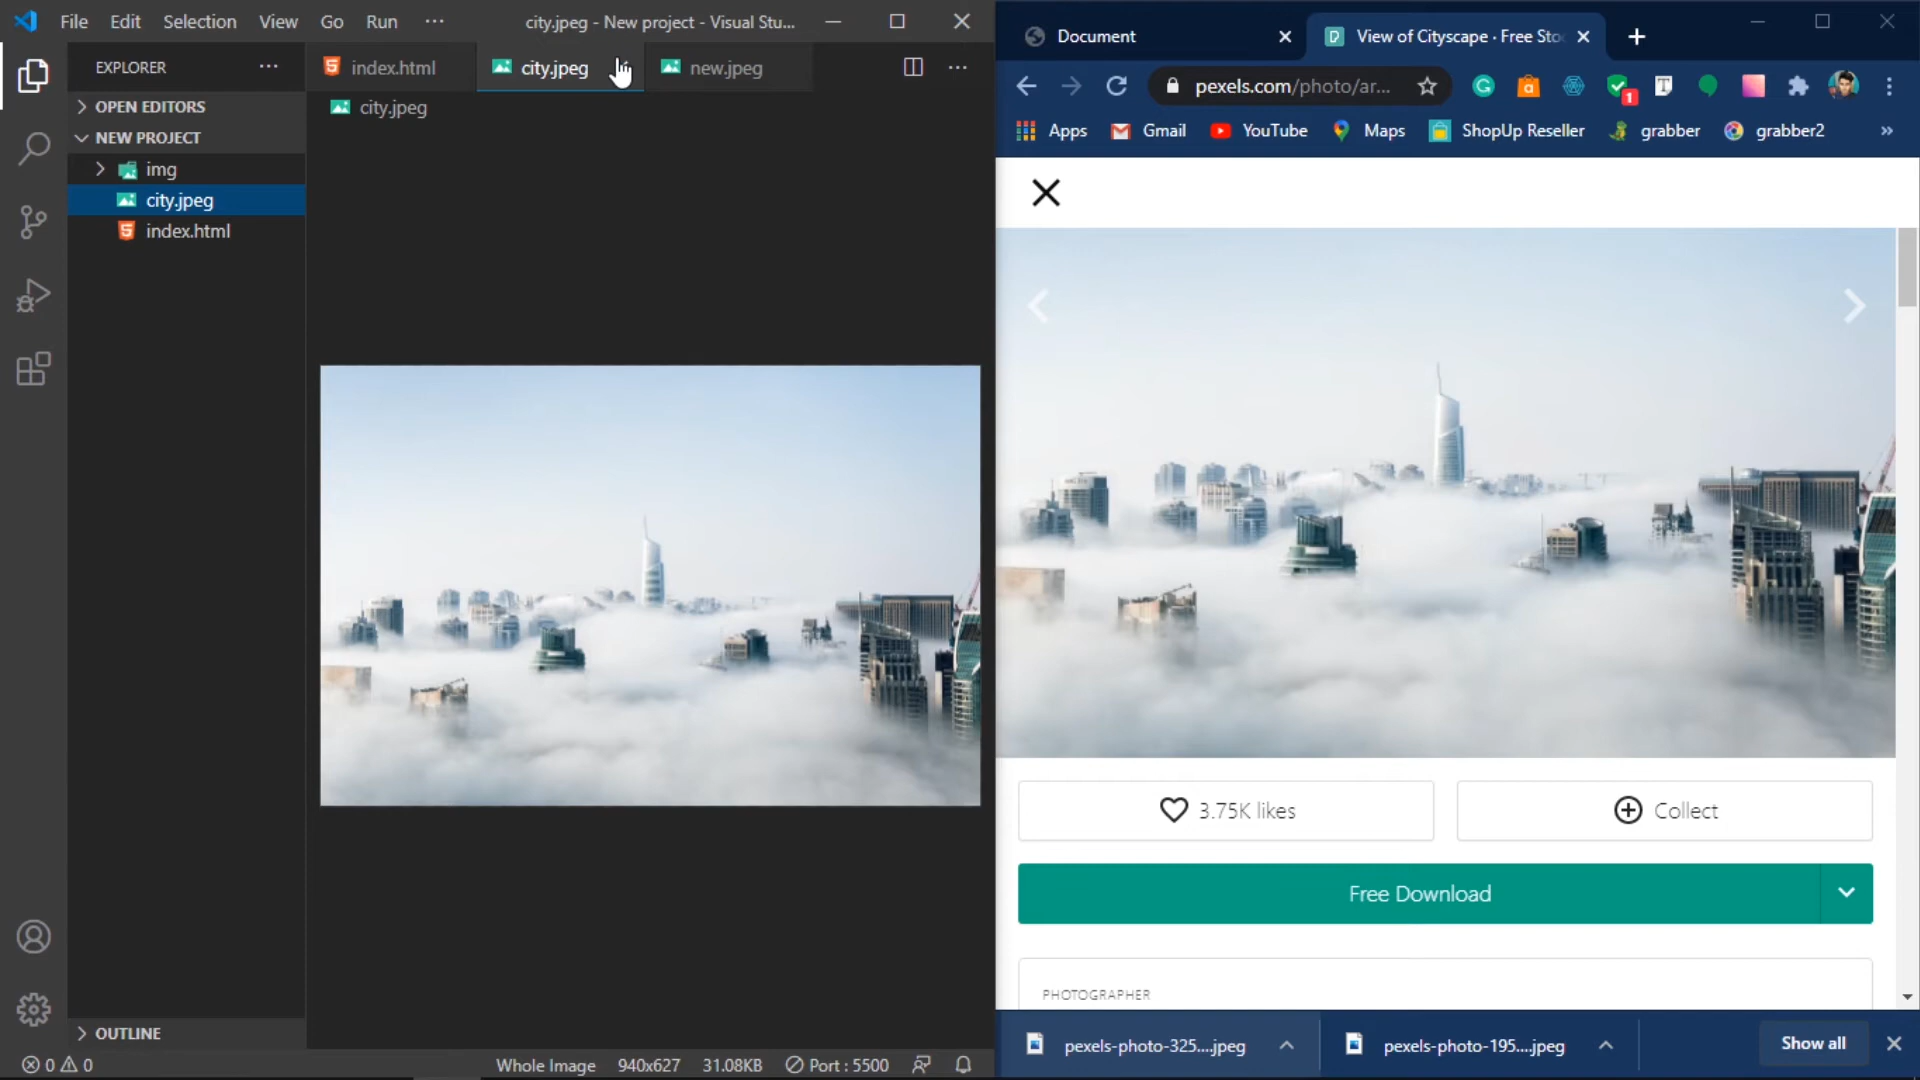 File Edit Selection View Go Run ··· city.jpeg - New project - Visual Stu...
EXPLORER ···
OPEN EDITORS
NEW PROJECT
img
city.jpeg
index.html
OUTLINE
index.html city.jpeg new.jpeg ···
city.jpeg
0 0 Whole Image 940x627 31.08KB Port : 5500
Document View of Cityscape · Free Sto
pexels.com/photo/ar...
1
Apps Gmail YouTube Maps ShopUp Reseller grabber grabber2 »
3.75K likes Collect
Free Download
PHOTOGRAPHER
pexels-photo-325....jpeg pexels-photo-195....jpeg Show all